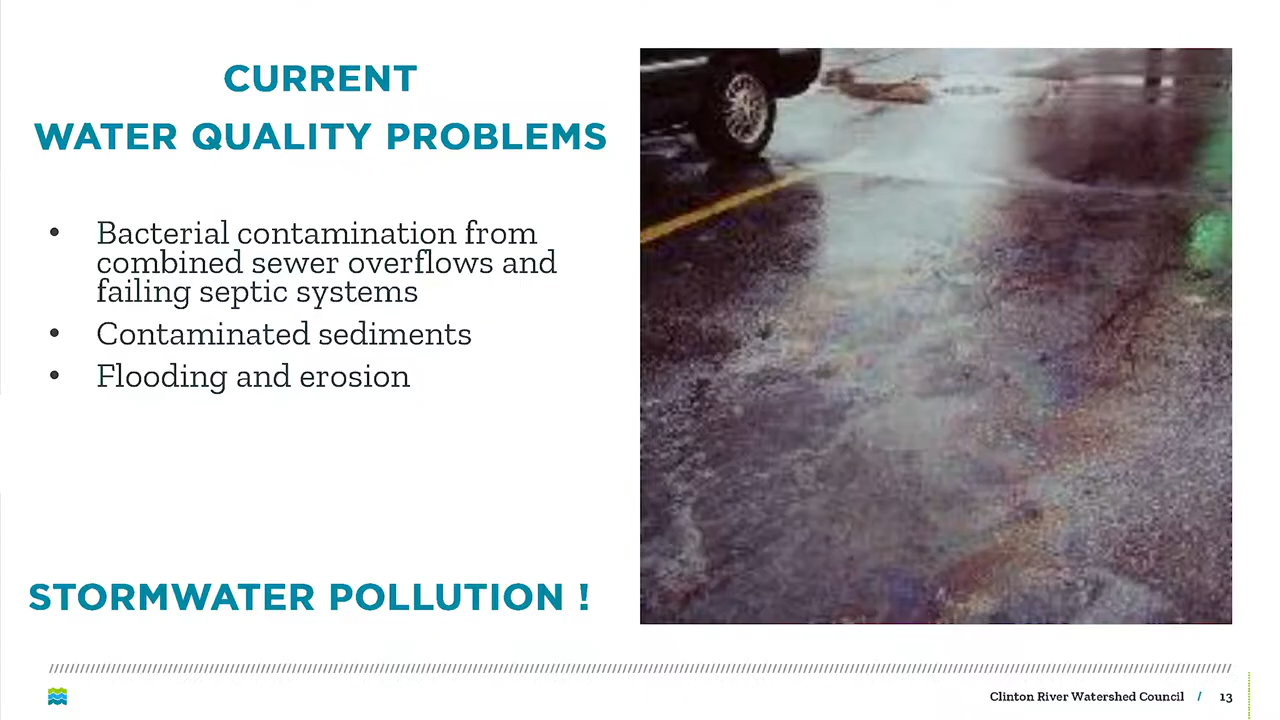 CURRENT
WATER QUALITY PROBLEMS
• Bacterial contamination from
combined sewer overflows and
failing septic systems
• Contaminated sediments
• Flooding and erosion
STORMWATER POLLUTION !
Clinton River Watershed Council / 13